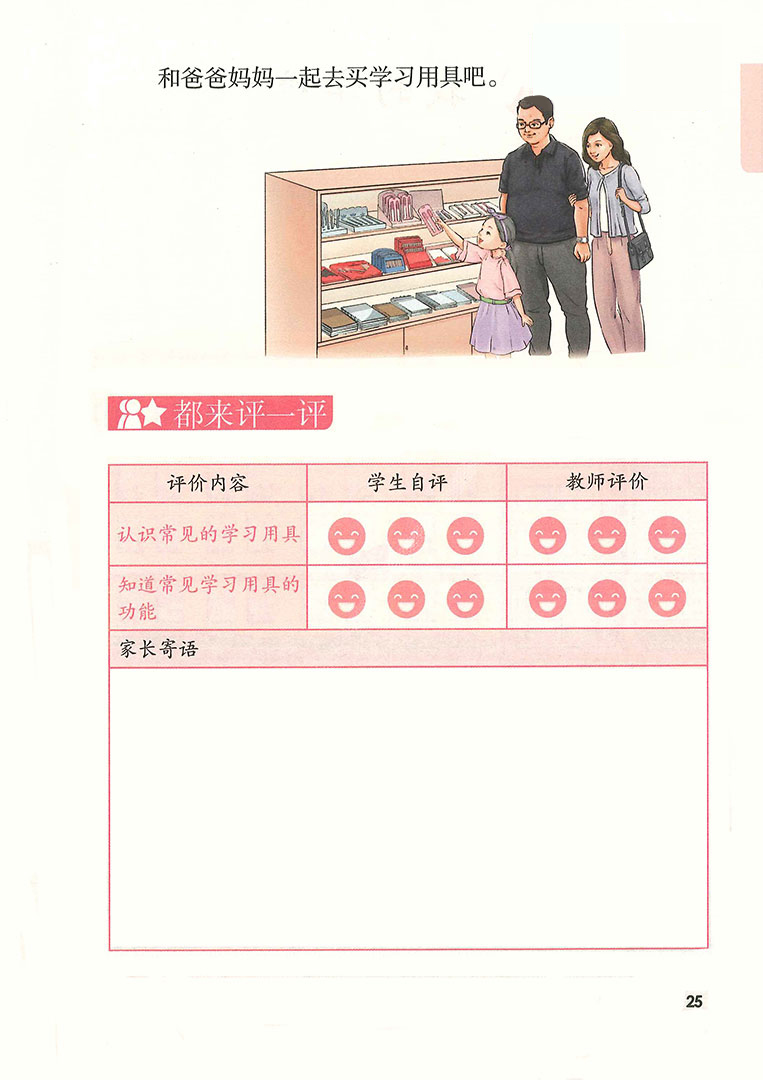 和爸爸妈妈一起去买学习用具吧。
都来评一评
评价内容 学生自评 教师评价
认识常见的学习用具
知道常见学习用具的
功能
家长寄语
25